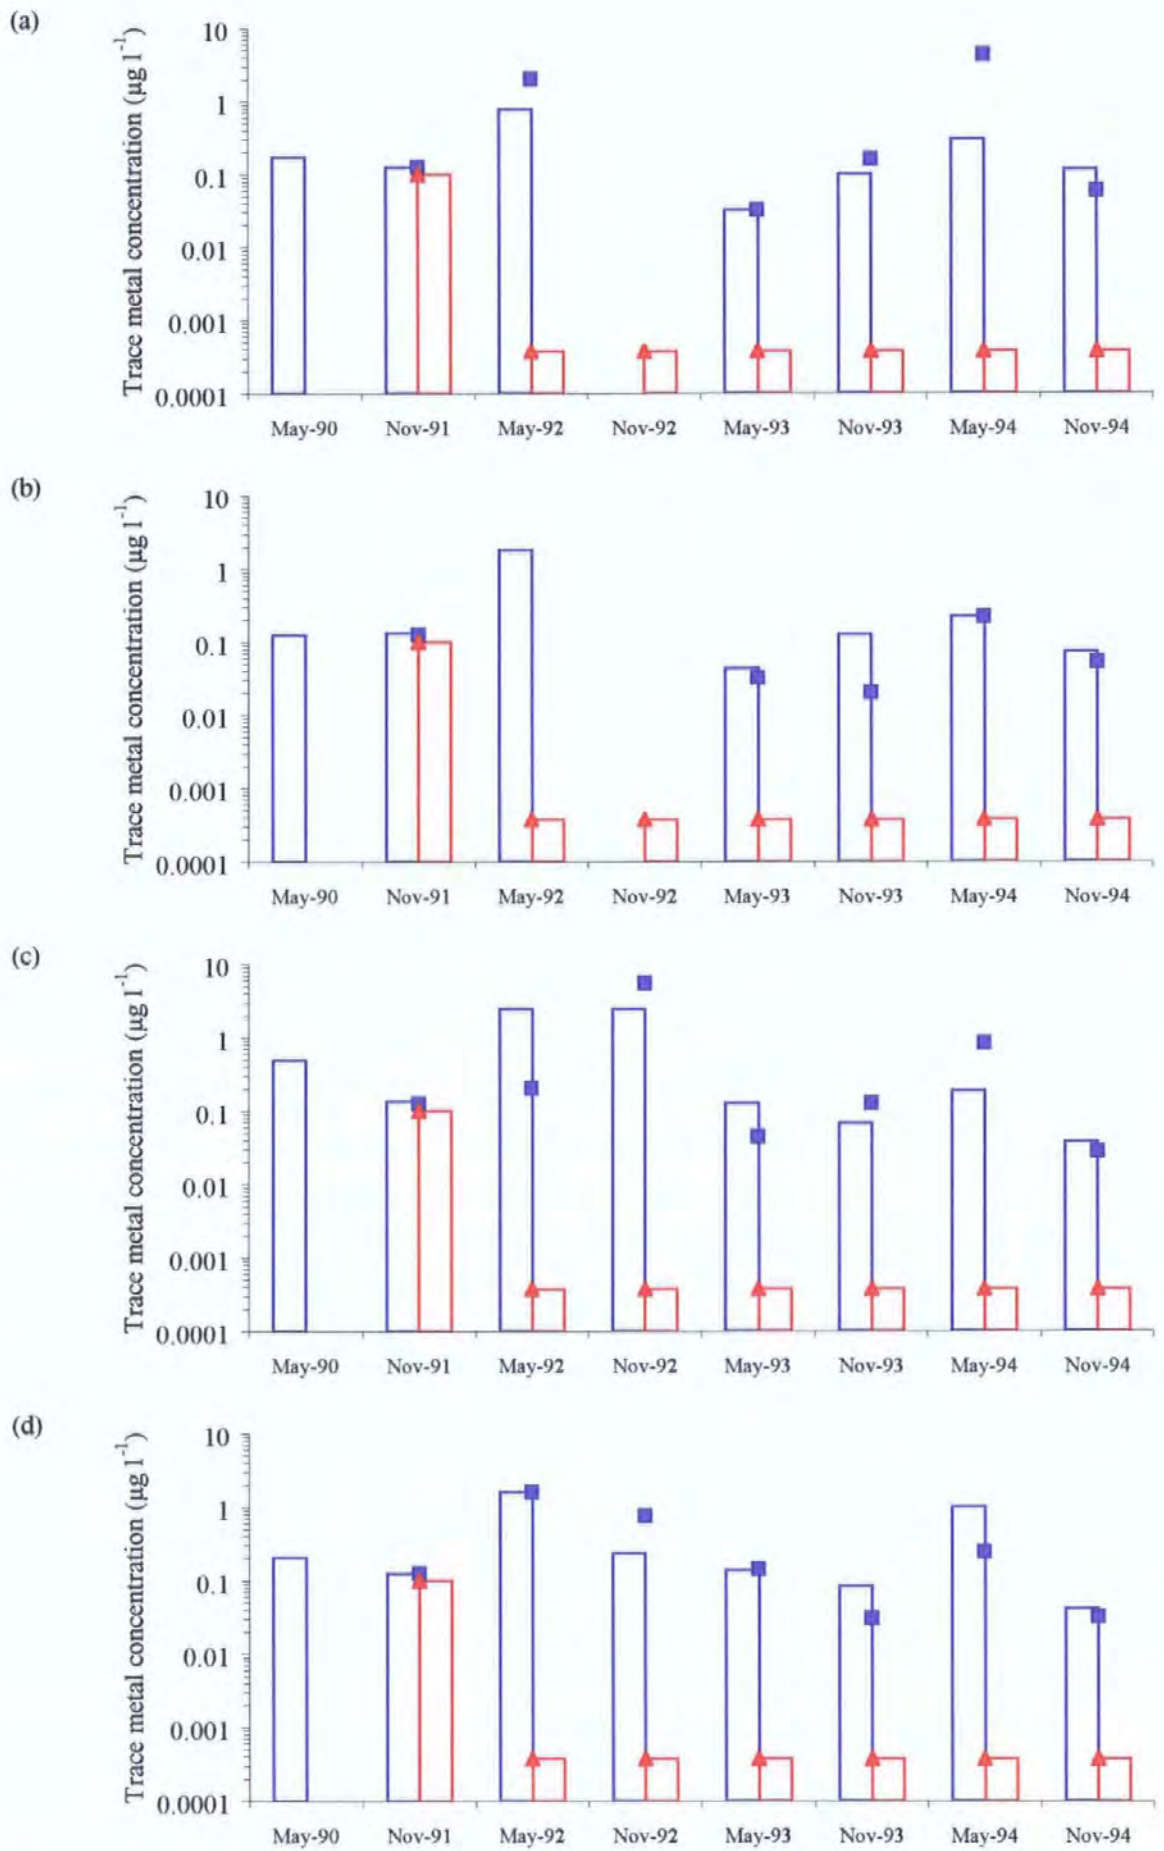 (a)
Trace metal concentration (µg l⁻¹)
10
1
0.1
0.01
0.001
0.0001
May-90 Nov-91 May-92 Nov-92 May-93 Nov-93 May-94 Nov-94
(b)
Trace metal concentration (µg l⁻¹)
10
1
0.1
0.01
0.001
0.0001
May-90 Nov-91 May-92 Nov-92 May-93 Nov-93 May-94 Nov-94
(c)
Trace metal concentration (µg l⁻¹)
10
1
0.1
0.01
0.001
0.0001
May-90 Nov-91 May-92 Nov-92 May-93 Nov-93 May-94 Nov-94
(d)
Trace metal concentration (µg l⁻¹)
10
1
0.1
0.01
0.001
0.0001
May-90 Nov-91 May-92 Nov-92 May-93 Nov-93 May-94 Nov-94